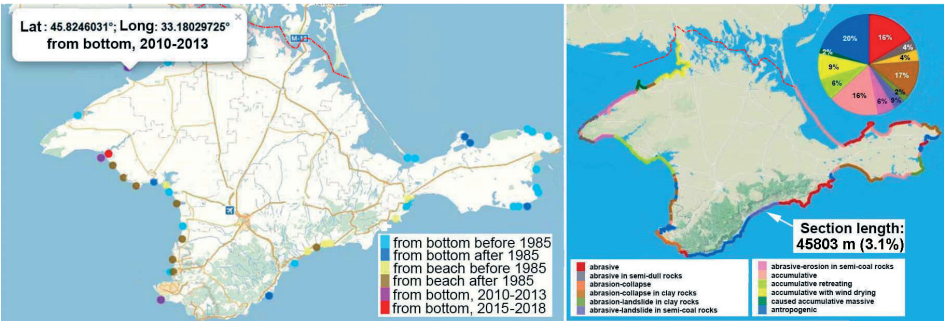 Lat : 45.8246031°; Long: 33.18029725°
from bottom, 2010-2013
×
from bottom before 1985
from bottom after 1985
from beach before 1985
from beach after 1985
from bottom, 2010-2013
from bottom, 2015-2018
20%
16%
4%
4%
17%
2%
3%
6%
16%
6%
9%
2%
Section length:
45803 m (3.1%)
abrasive
abrasive in semi-dull rocks
abrasion-collapse
abrasion-collapse in clay rocks
abrasion-landslide in clay rocks
abrasive-landslide in semi-coal rocks
abrasive-erosion in semi-coal rocks
accumulative
accumulative retreating
accumulative with wind drying
caused accumulative massive
antropogenic